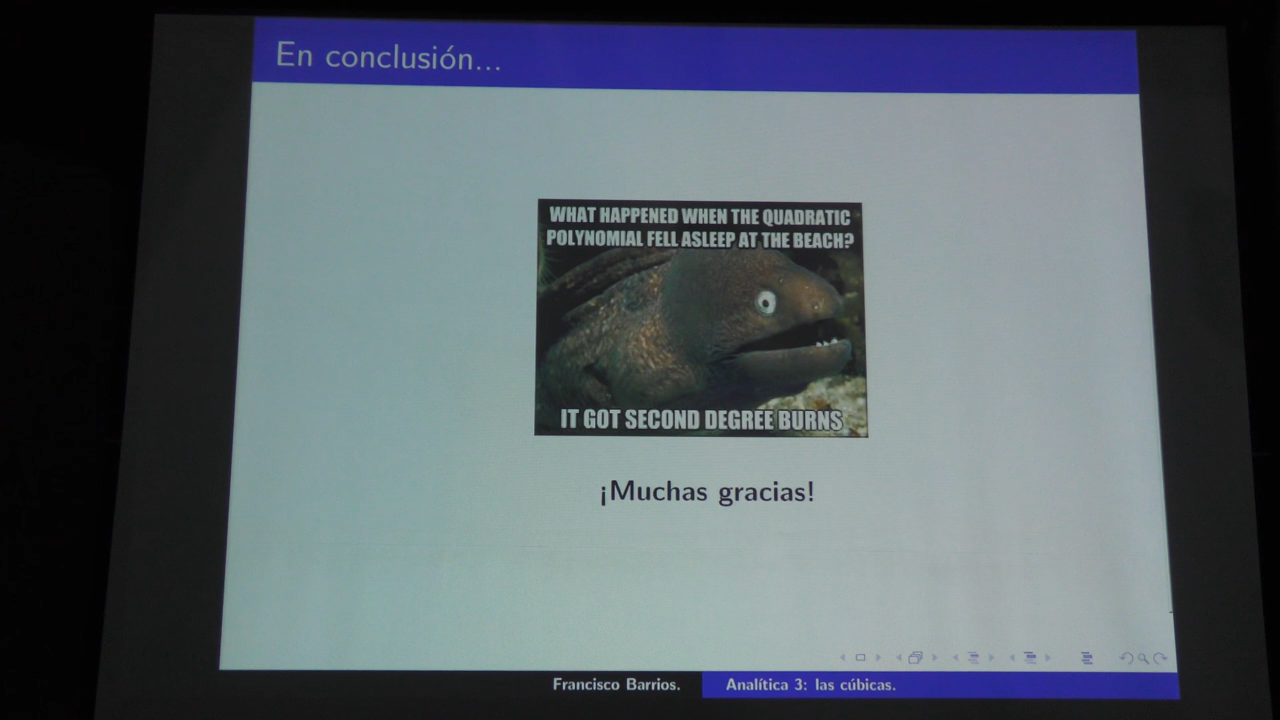 En conclusión...
WHAT HAPPENED WHEN THE QUADRATIC
POLYNOMIAL FELL ASLEEP AT THE BEACH?
IT GOT SECOND DEGREE BURNS
¡Muchas gracias!
Francisco Barrios.
Analítica 3: las cúbicas.